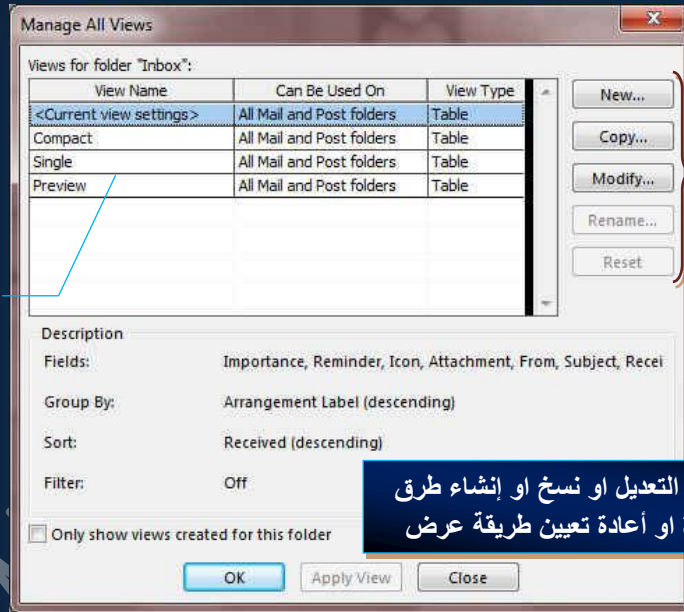 Manage All Views
Views for folder "Inbox":
View Name Can Be Used On View Type
<Current view settings> All Mail and Post folders Table
Compact All Mail and Post folders Table
Single All Mail and Post folders Table
Preview All Mail and Post folders Table
New...
Copy...
Modify...
Rename...
Reset
Description
Fields: Importance, Reminder, Icon, Attachment, From, Subject, Recei
Group By: Arrangement Label (descending)
Sort: Received (descending)
Filter: Off
التعديل او نسخ او إنشاء طرق
او أعادة تعيين طريقة عرض
Only show views created for this folder
OK Apply View Close